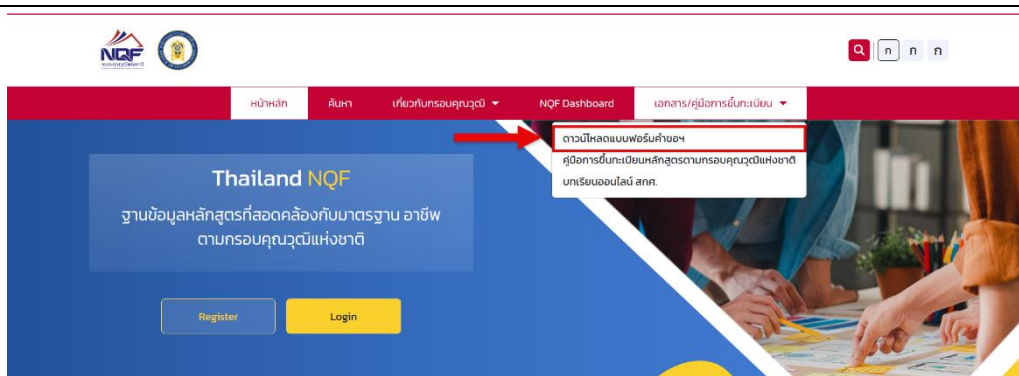 NQF
ก ก ก
หน้าหลัก ค้นหา เกี่ยวกับกรอบคุณวุฒิ NQF Dashboard เอกสาร/คู่มือการขึ้นทะเบียน
ดาวน์โหลดแบบฟอร์มคำขอฯ
คู่มือการขึ้นทะเบียนหลักสูตรตามกรอบคุณวุฒิแห่งชาติ
บทเรียนออนไลน์ สกศ.
Thailand NQF
ฐานข้อมูลหลักสูตรที่สอดคล้องกับมาตรฐาน อาชีพ
ตามกรอบคุณวุฒิแห่งชาติ
Register Login